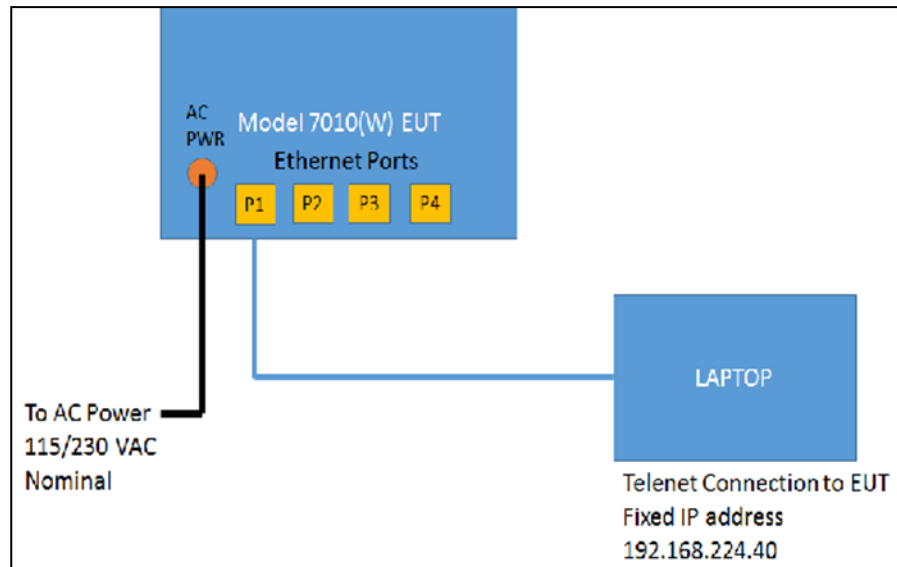 AC
PWR
Model 7010(W) EUT
Ethernet Ports
P1 P2 P3 P4
LAPTOP
To AC Power
115/230 VAC
Nominal
Telenet Connection to EUT
Fixed IP address
192.168.224.40